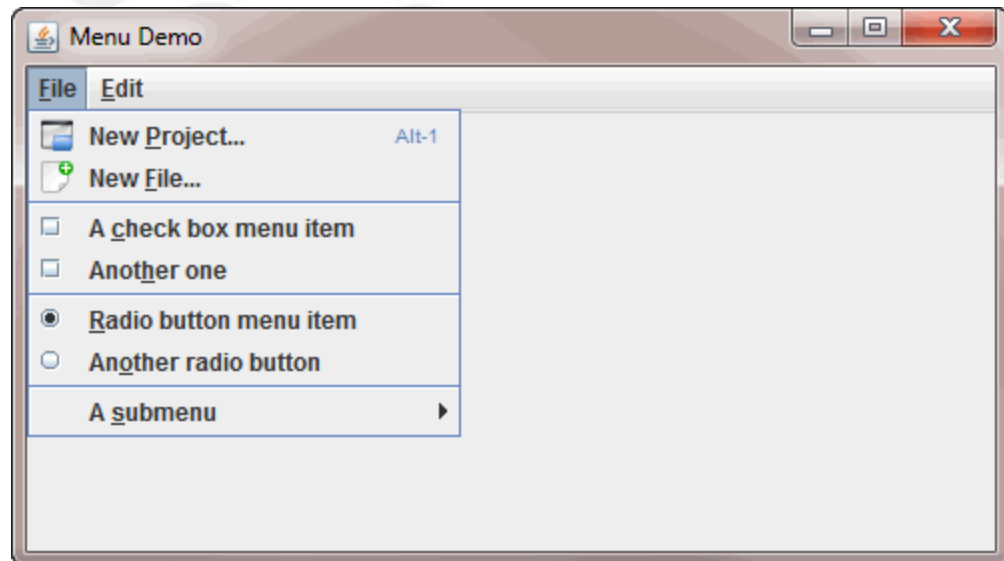 Menu Demo
File Edit
New Project... Alt-1
New File...
A check box menu item
Another one
Radio button menu item
Another radio button
A submenu